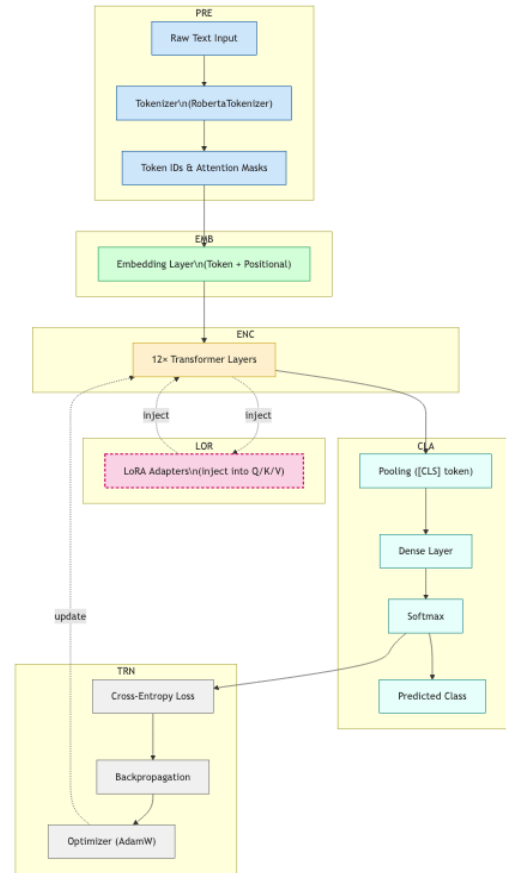 PRE
Raw Text Input
Tokenizer\n(RobertaTokenizer)
Token IDs & Attention Masks
EMB
Embedding Layer\n(Token + Positional)
ENC
12× Transformer Layers
inject
inject
LOR
LoRA Adapters\n(inject into Q/K/V)
CLA
Pooling ([CLS] token)
Dense Layer
Softmax
Predicted Class
update
TRN
Cross-Entropy Loss
Backpropagation
Optimizer (AdamW)